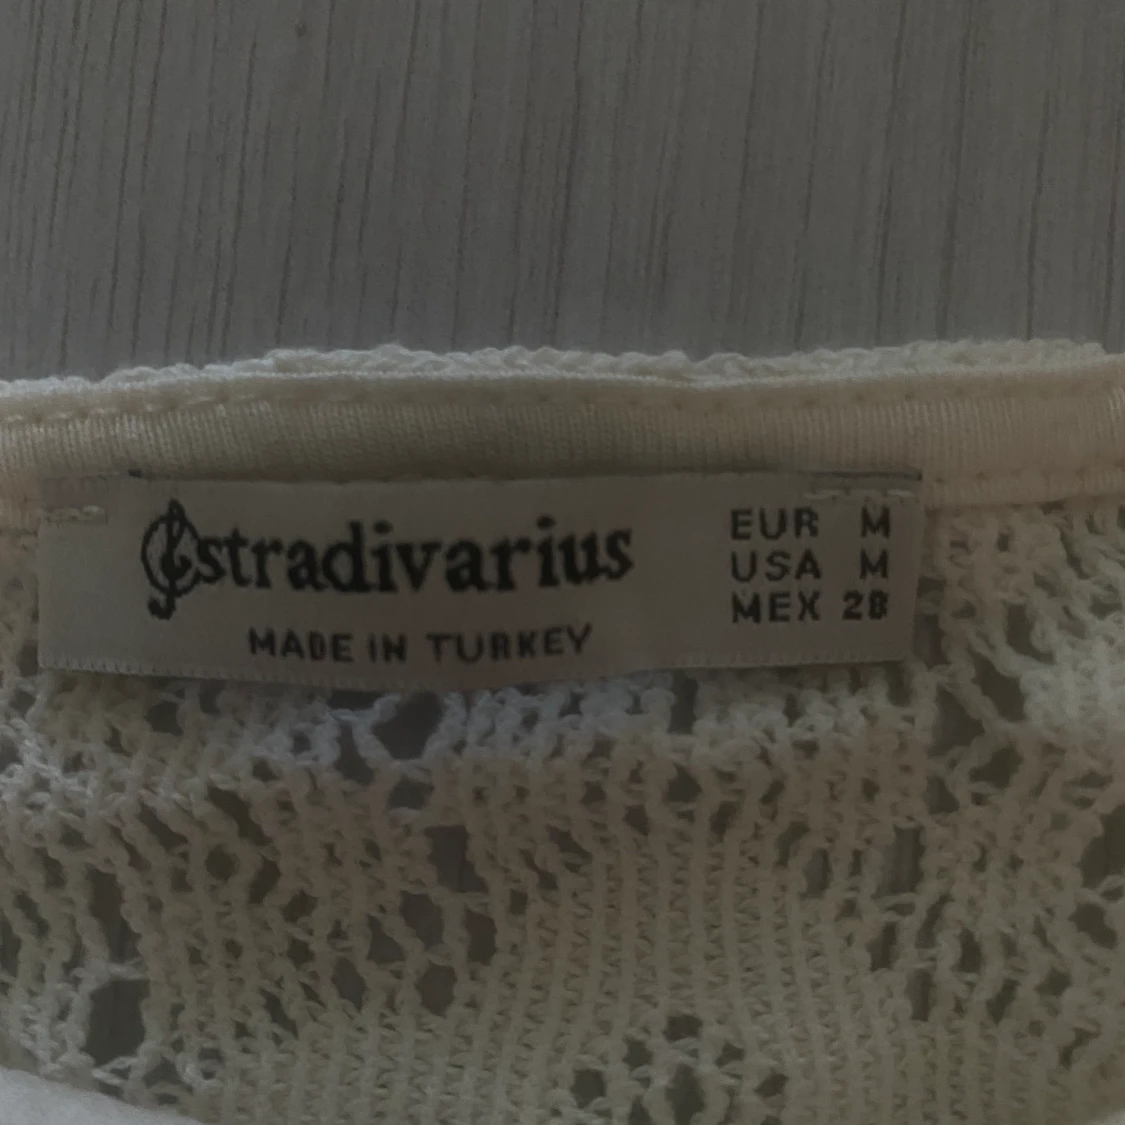 stradivarius
MADE IN TURKEY
EUR M
USA M
MEX 28